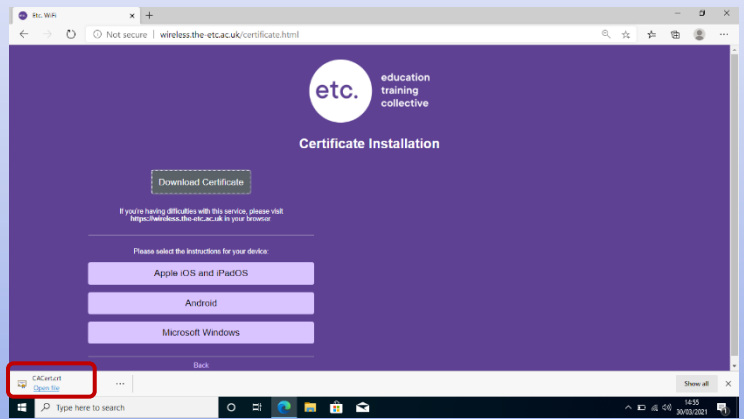 Etc. WiFi
Not secure | wireless.the-etc.ac.uk/certificate.html
etc.
education
training
collective
Certificate Installation
Download Certificate
If you're having difficulties with this service, please visit
https://wireless.the-etc.ac.uk in your browser
Please select the instructions for your device:
Apple iOS and iPadOS
Android
Microsoft Windows
Back
CACert.crt
Open file
Show all
Type here to search
14:55
30/03/2021